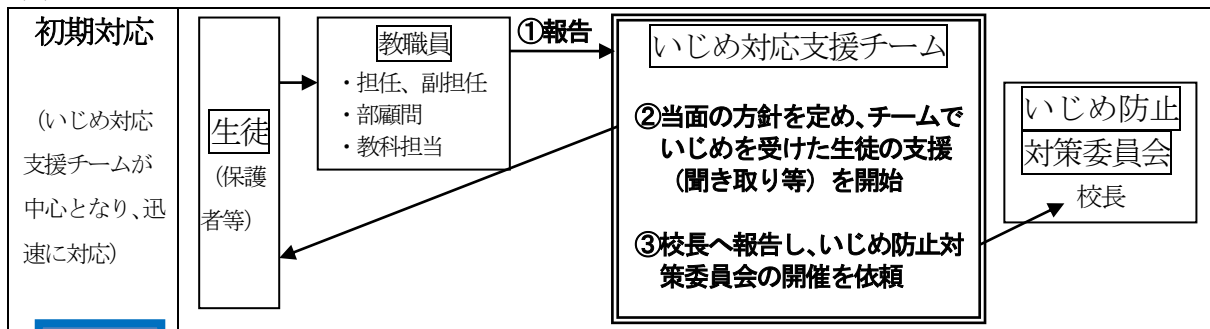 初期対応
(いじめ対応
支援チームが
中心となり、迅
速に対応)
生徒
(保護
者等)
教職員
・担任、副担任
・部顧問
・教科担当
①報告
いじめ対応支援チーム
②当面の方針を定め、チームで
いじめを受けた生徒の支援
(聞き取り等)を開始
③校長へ報告し、いじめ防止対
策委員会の開催を依頼
いじめ防止
対策委員会
校長